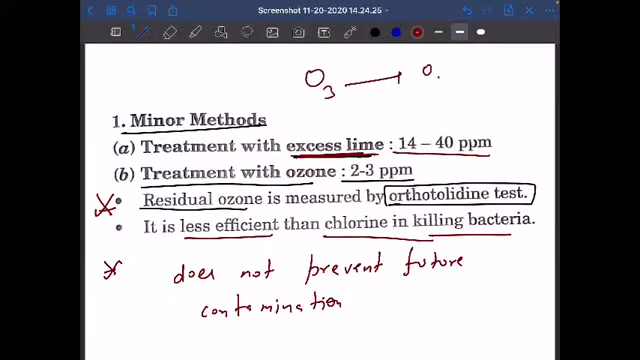 Screenshot 11-20-2020 14.24.26
O3 → O.
1. Minor Methods
(a) Treatment with excess lime : 14 – 40 ppm
(b) Treatment with ozone : 2-3 ppm
• Residual ozone is measured by orthotolidine test.
• It is less efficient than chlorine in killing bacteria.
* does not prevent future
contamination